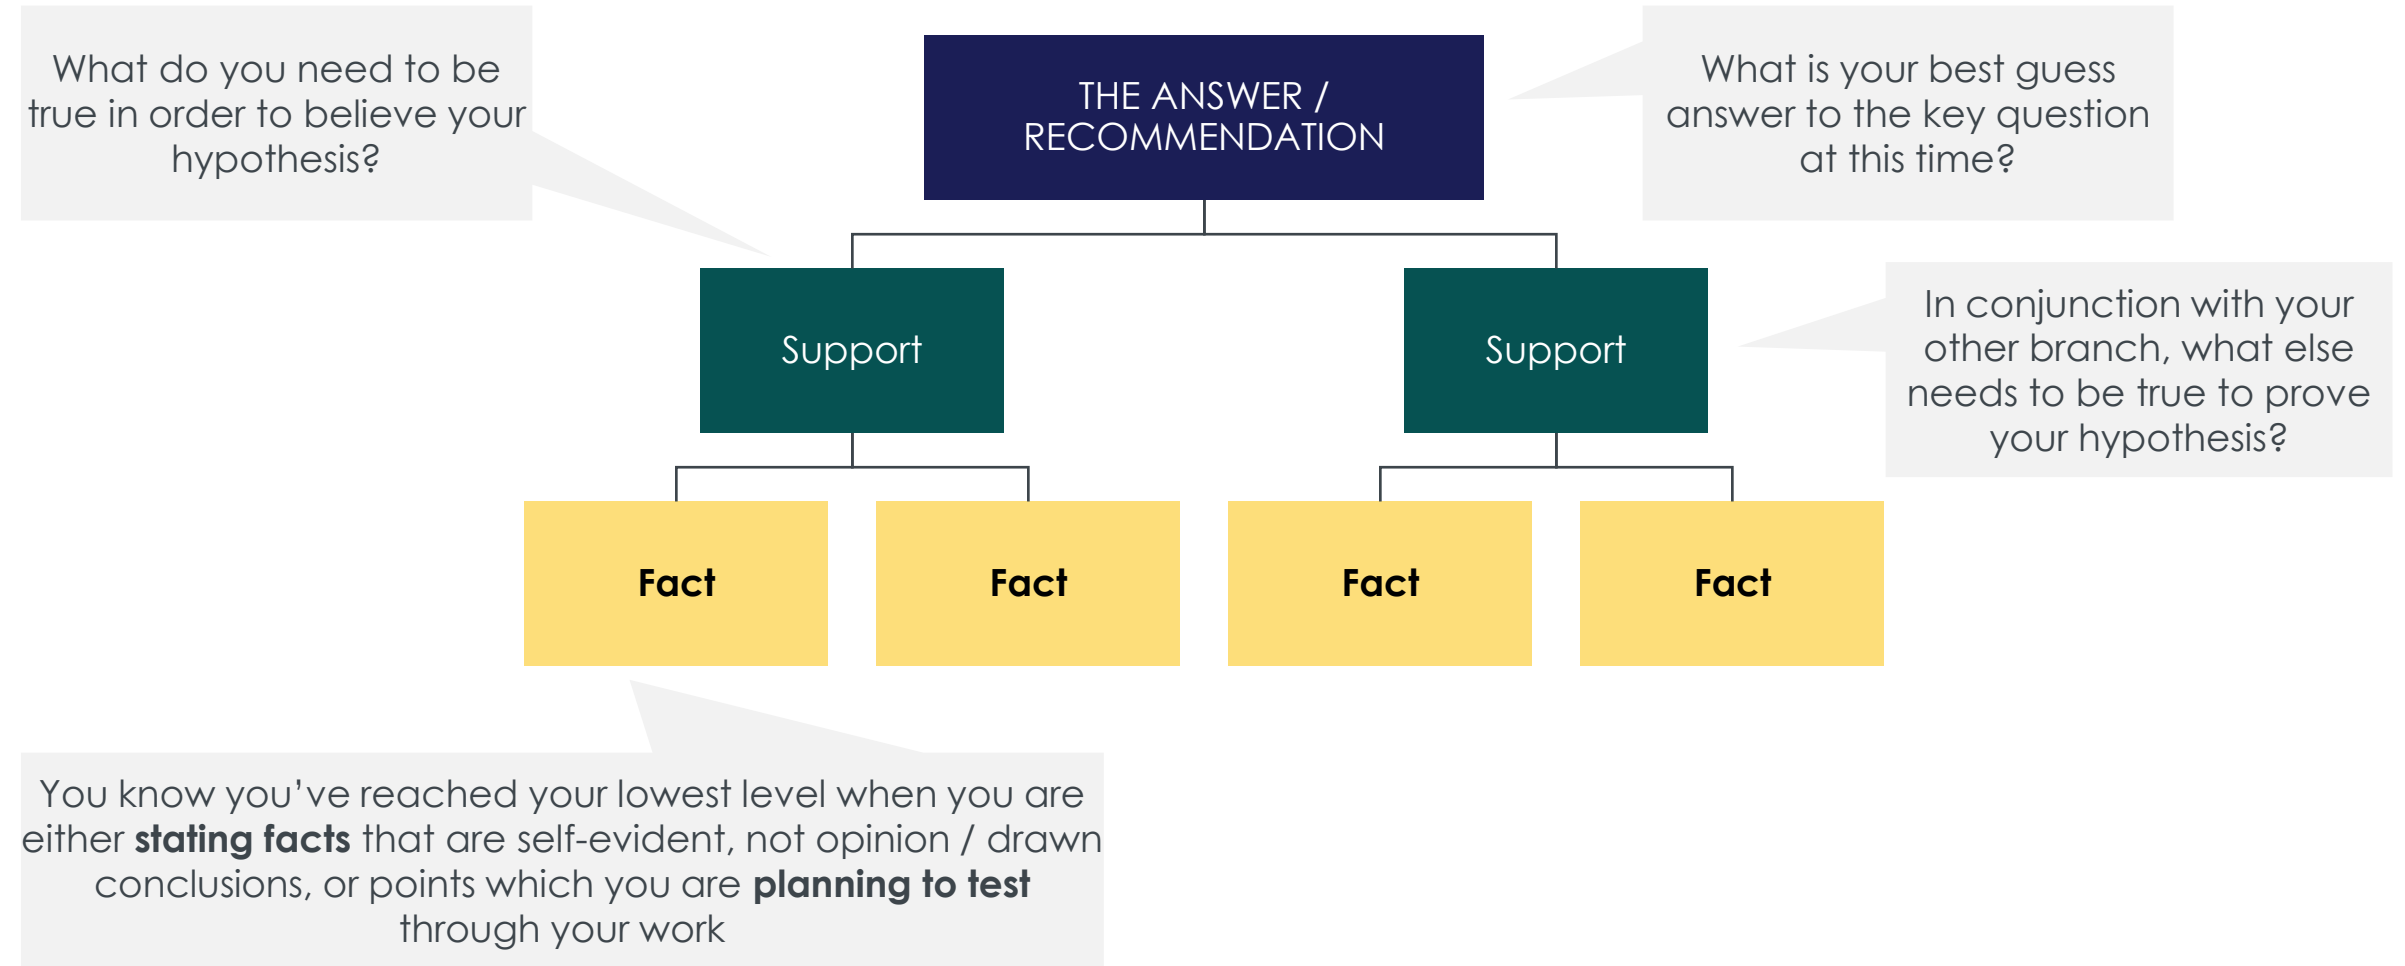 What do you need to be
true in order to believe your
hypothesis?
THE ANSWER /
RECOMMENDATION
What is your best guess
answer to the key question
at this time?
Support
Support
In conjunction with your
other branch, what else
needs to be true to prove
your hypothesis?
Fact
Fact
Fact
Fact
You know you’ve reached your lowest level when you are
either stating facts that are self-evident, not opinion / drawn
conclusions, or points which you are planning to test
through your work